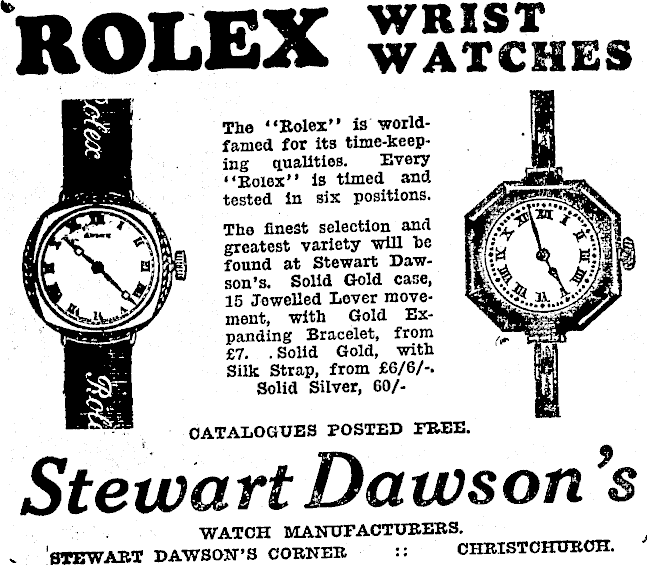 ROLEX WRIST WATCHES
Rolex
The "Rolex" is world-
famed for its time-keep-
ing qualities. Every
"Rolex" is timed and
tested in six positions.
The finest selection and
greatest variety will be
found at Stewart Daw-
son's. Solid Gold case,
15 Jewelled Lever move-
ment, with Gold Ex-
panding Bracelet, from
£7. Solid Gold, with
Silk Strap, from £6/6/-.
Solid Silver, 60/-
Rol
CATALOGUES POSTED FREE.
Stewart Dawson's
WATCH MANUFACTURERS.
STEWART DAWSON'S CORNER :: CHRISTCHURCH.